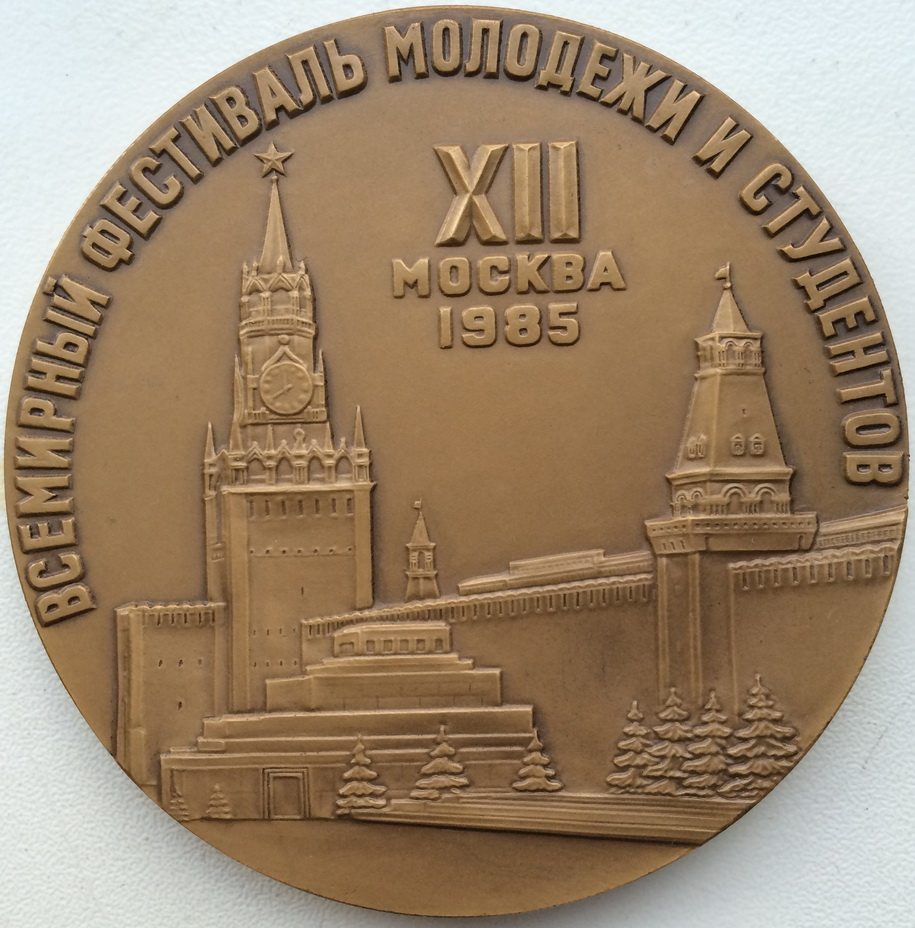 ВСЕМИРНЫЙ ФЕСТИВАЛЬ МОЛОДЕЖИ И СТУДЕНТОВ
XII
МОСКВА
1985